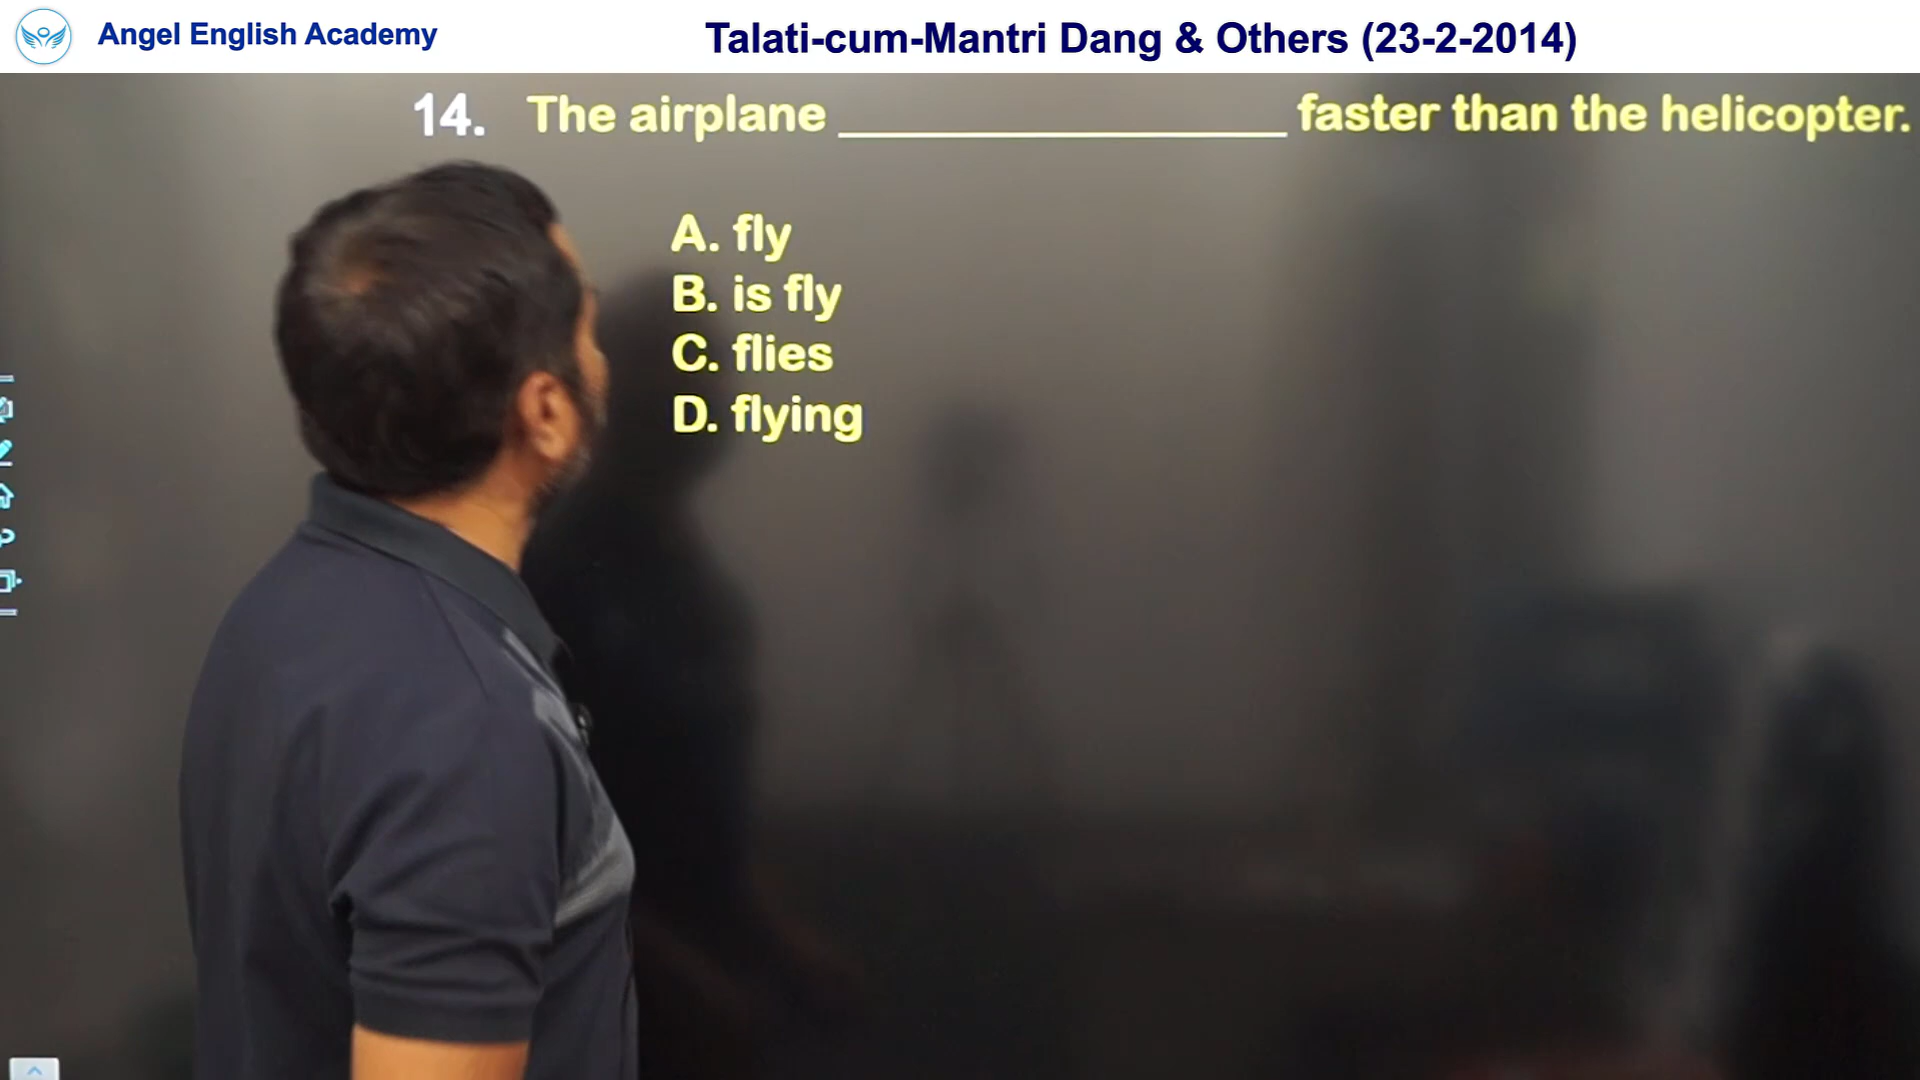 Angel English Academy
Talati-cum-Mantri Dang & Others (23-2-2014)
14. The airplane ________________ faster than the helicopter.
A. fly
B. is fly
C. flies
D. flying